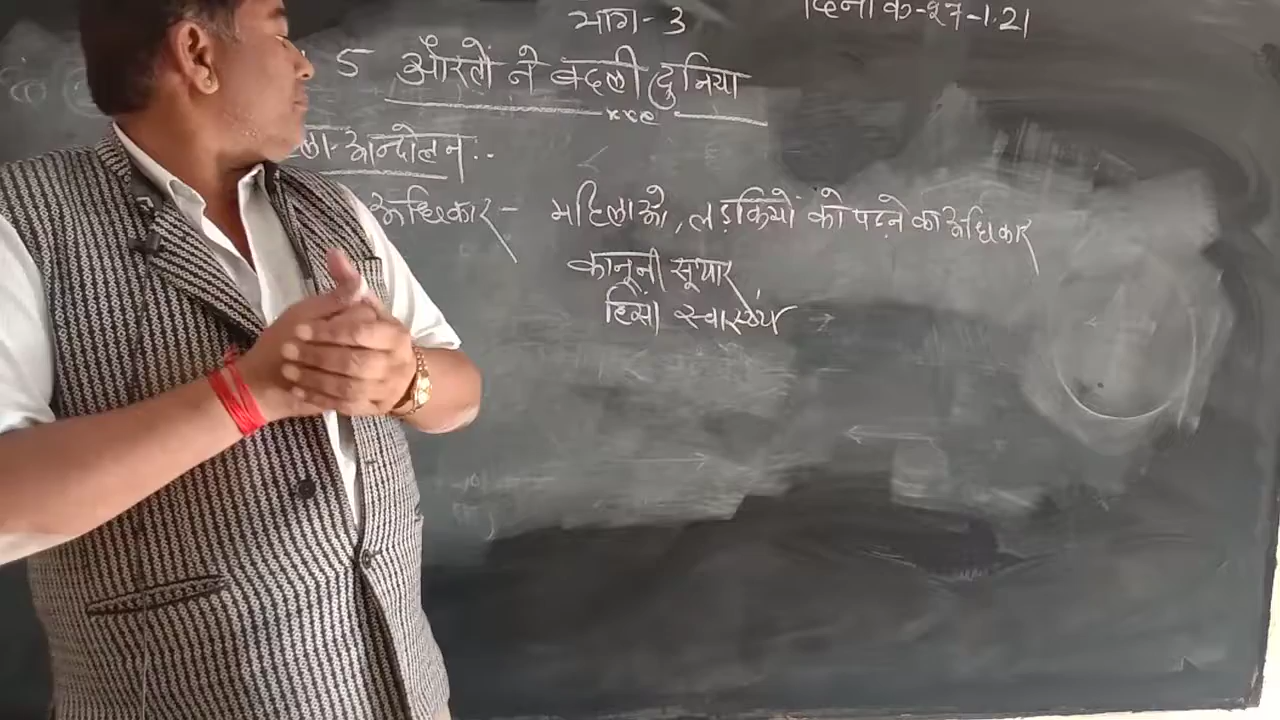 भाग-3
दिनांक-27-1.21
5 औरतों ने बदली दुनिया
ला-आन्दोलन..
अधिकार- महिलाओ, लड़कियों को पढ़ने का अधिकार
कानूनी सूधार
हिंसा स्वास्थ्य